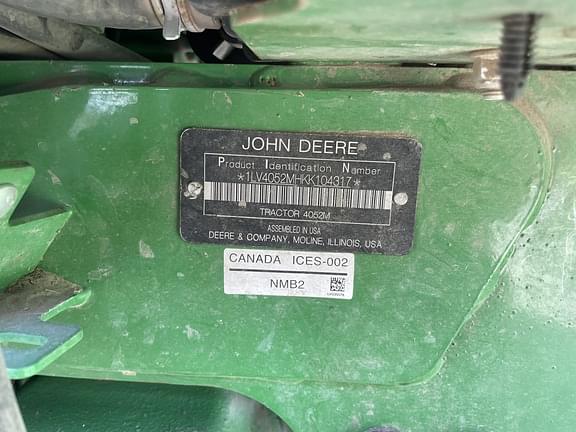 JOHN DEERE
Product Identification Number
*1LV4052MHKK104317*
TRACTOR 4052M
ASSEMBLED IN USA
DEERE & COMPANY, MOLINE, ILLINOIS, USA
CANADA ICES-002
NMB2